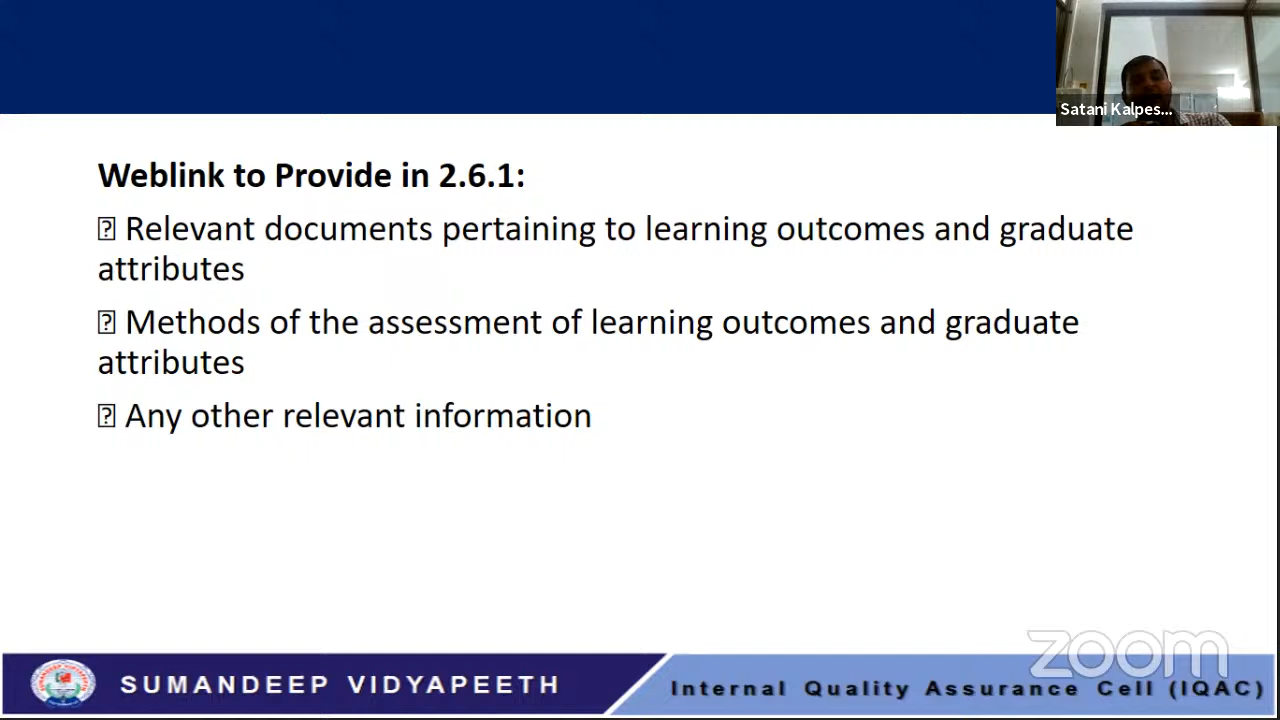 Satani Kalpes...
Weblink to Provide in 2.6.1:
⍰ Relevant documents pertaining to learning outcomes and graduate
attributes
⍰ Methods of the assessment of learning outcomes and graduate
attributes
⍰ Any other relevant information
zoom
SUMANDEEP VIDYAPEETH
Internal Quality Assurance Cell (IQAC)